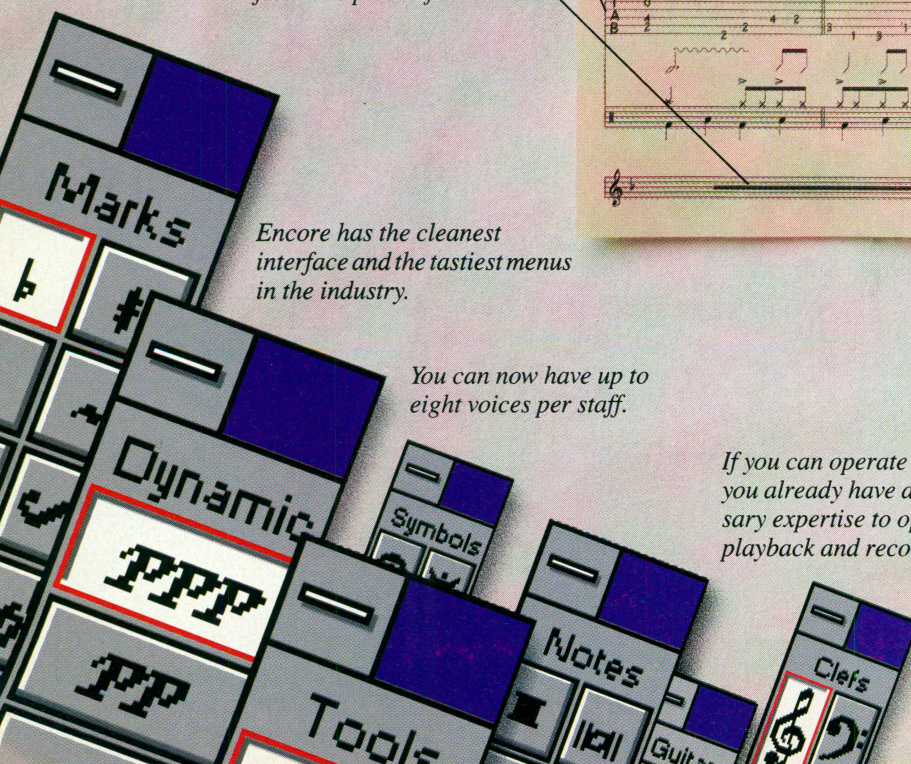 Marks
Encore has the cleanest
interface and the tastiest menus
in the industry.
You can now have up to
eight voices per staff.
Dynamic
ppp
pp
Symbols
If you can operate
you already have
sary expertise to
playback and reco
Tools
Notes
Guitar
Clefs